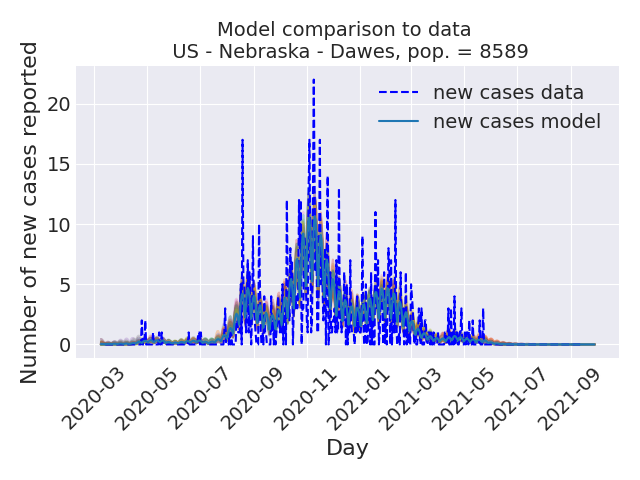 Model comparison to data
US - Nebraska - Dawes, pop. = 8589
Number of new cases reported
20
15
10
5
0
new cases data
new cases model
2020-03
2020-05
2020-07
2020-09
2020-11
2021-01
2021-03
2021-05
2021-07
2021-09
Day